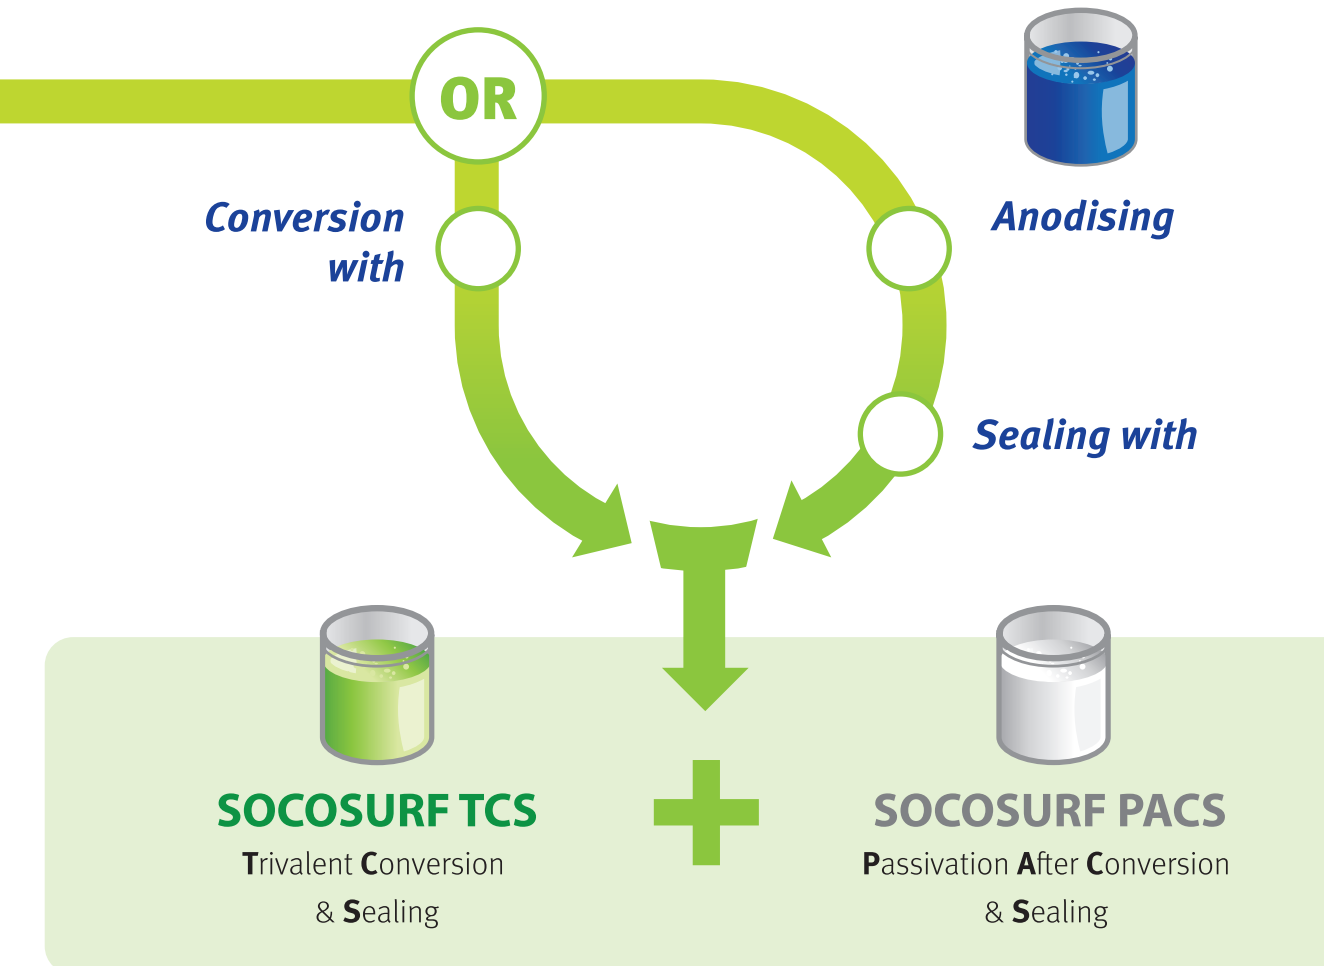 OR
Conversion
with
Anodising
Sealing with
SOCOSURF TCS
Trivalent Conversion
& Sealing
SOCOSURF PACS
Passivation After Conversion
& Sealing